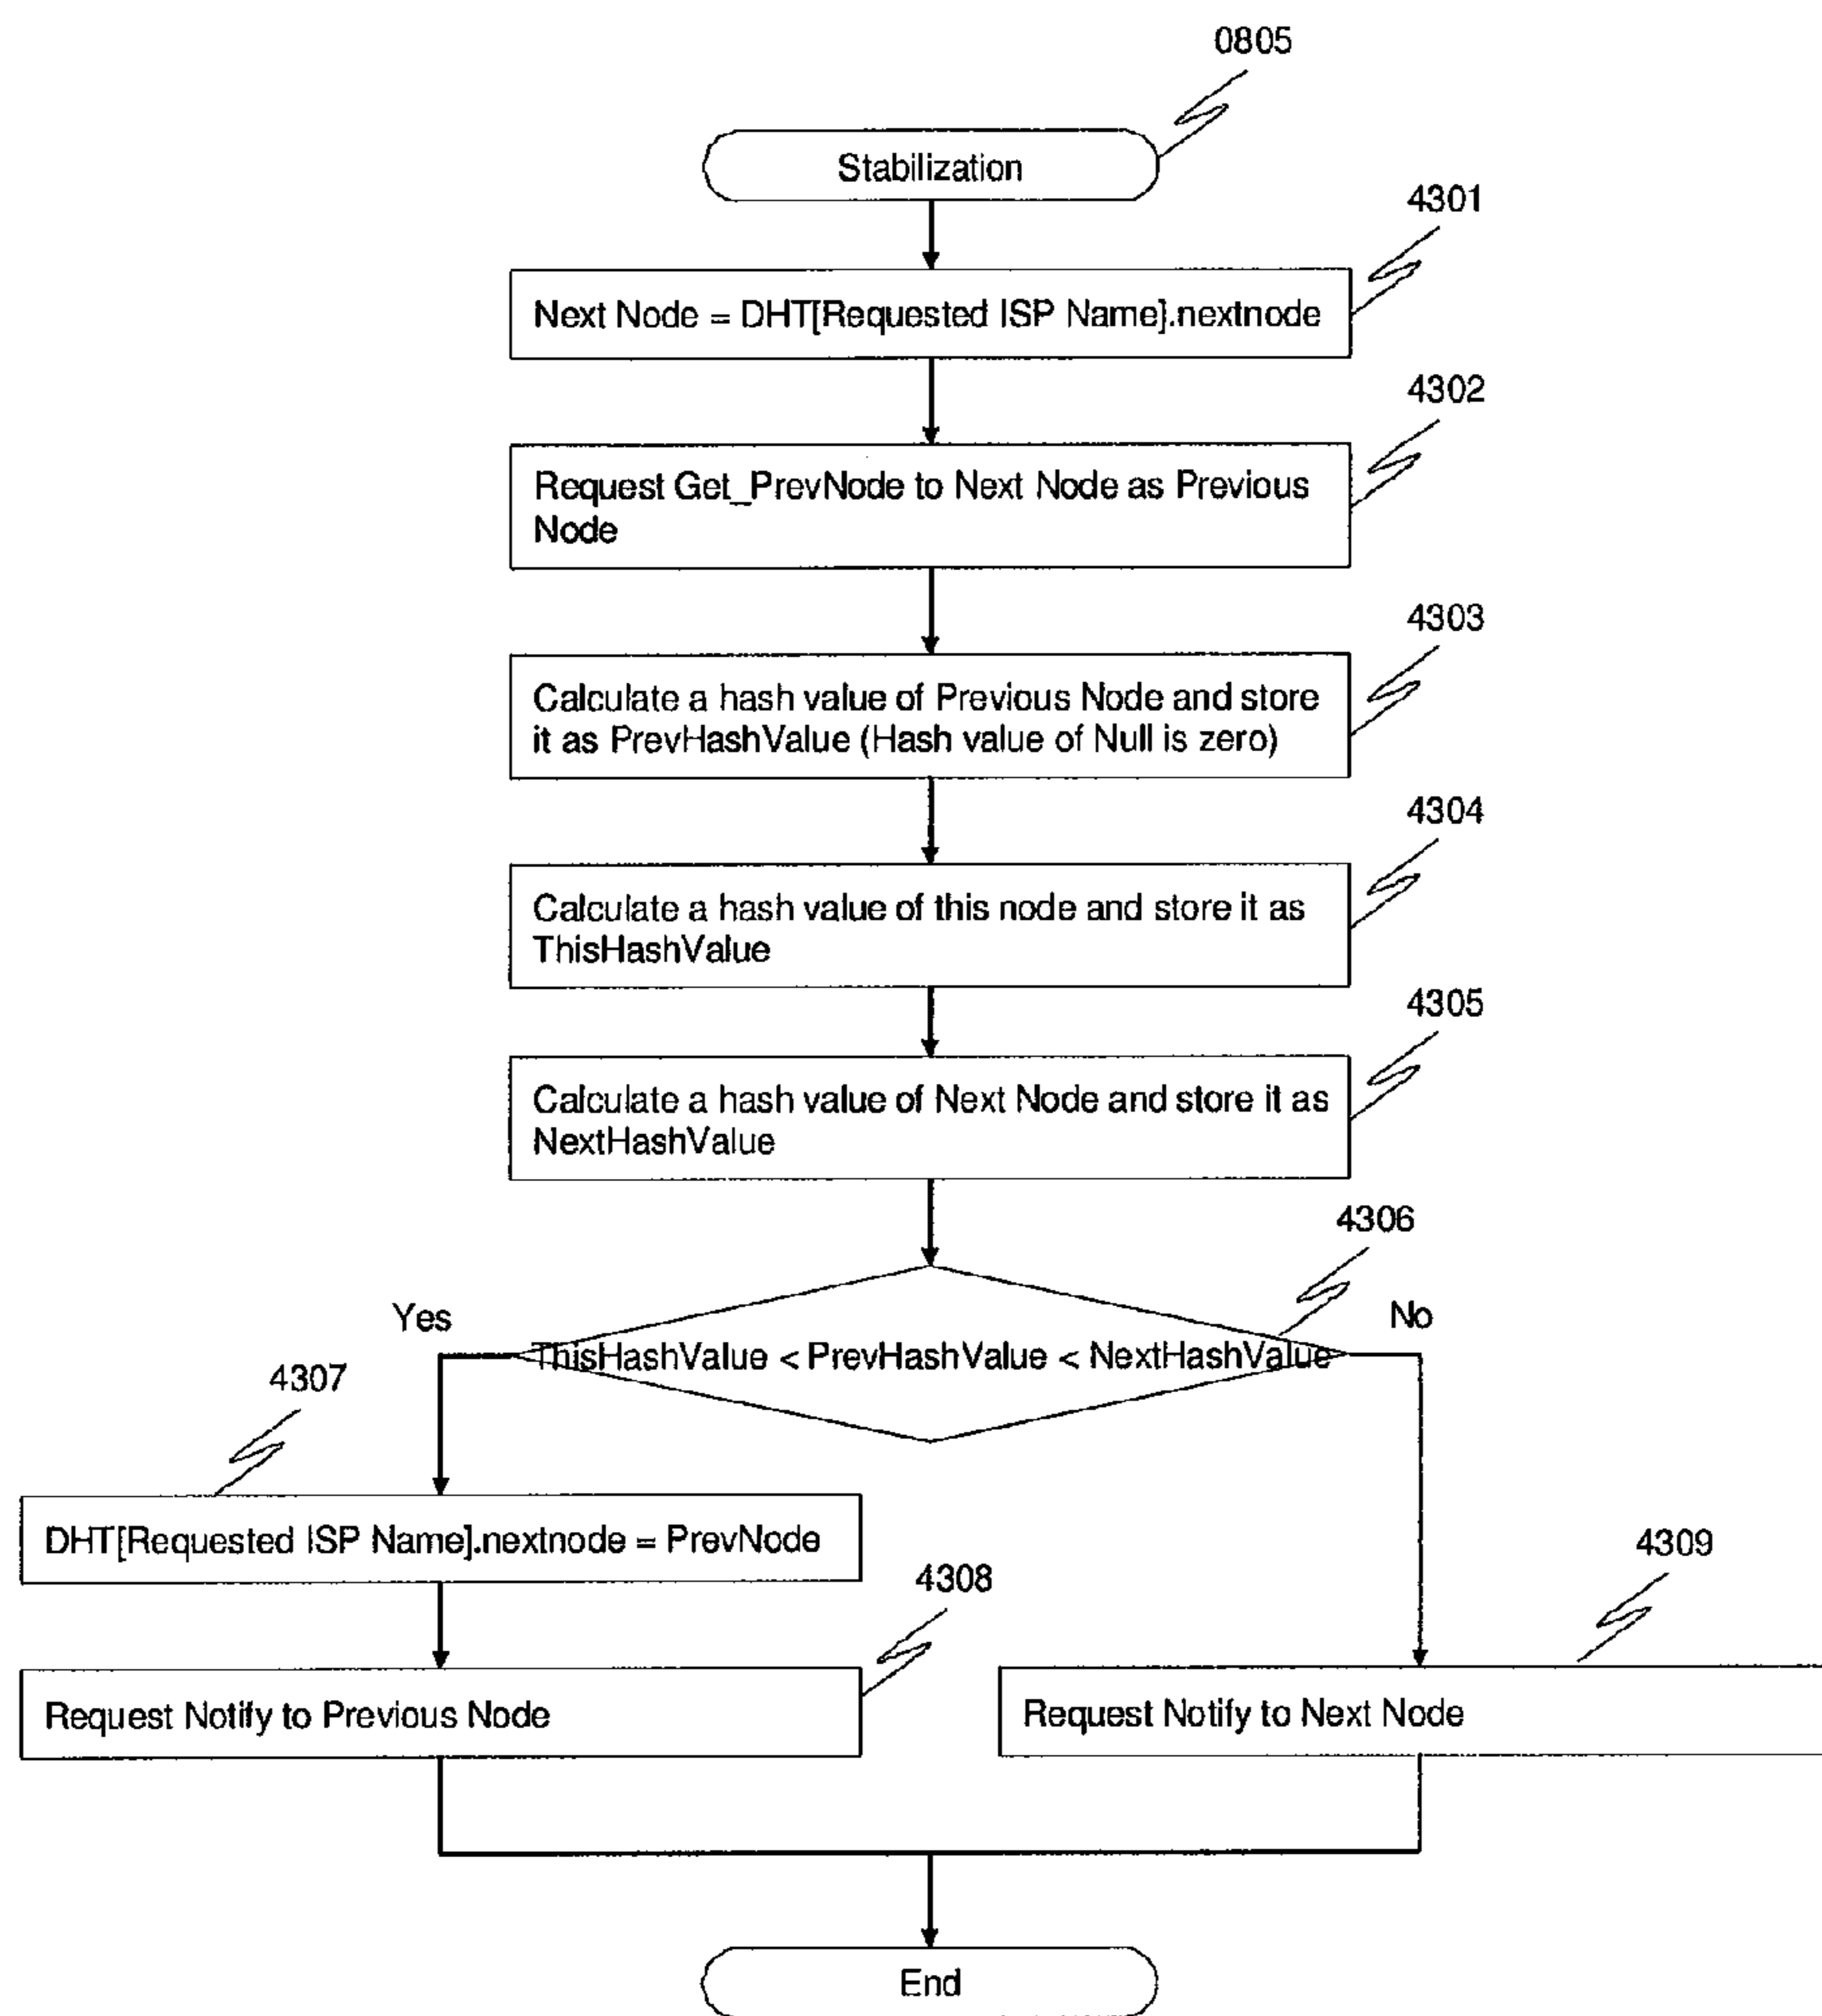 0805
Stabilization
4301
Next Node = DHT[Requested ISP Name].nextnode
4302
Request Get_PrevNode to Next Node as Previous
Node
4303
Calculate a hash value of Previous Node and store
it as PrevHashValue (Hash value of Null is zero)
4304
Calculate a hash value of this node and store it as
ThisHashValue
4305
Calculate a hash value of Next Node and store it as
NextHashValue
4306
Yes
No
ThisHashValue < PrevHashValue < NextHashValue
4307
DHT[Requested ISP Name].nextnode = PrevNode
4308
4309
Request Notify to Previous Node
Request Notify to Next Node
End